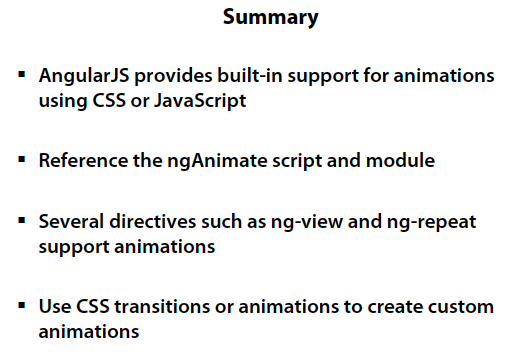 Summary
▪ AngularJS provides built-in support for animations
using CSS or JavaScript
▪ Reference the ngAnimate script and module
▪ Several directives such as ng-view and ng-repeat
support animations
▪ Use CSS transitions or animations to create custom
animations